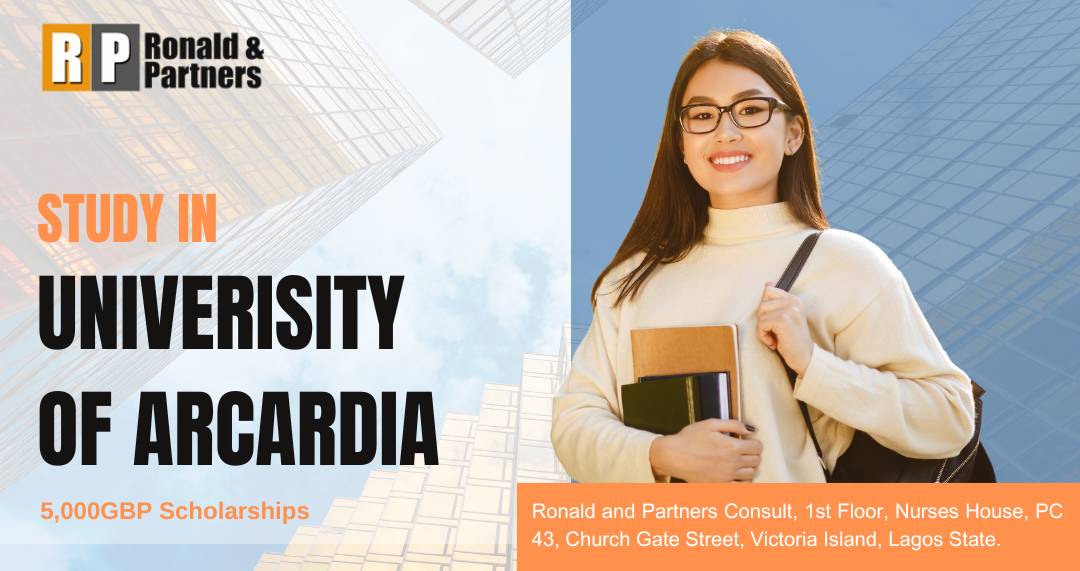 RP Ronald &
Partners
STUDY IN
UNIVERISITY
OF ARCARDIA
5,000GBP Scholarships
Ronald and Partners Consult, 1st Floor, Nurses House, PC
43, Church Gate Street, Victoria Island, Lagos State.